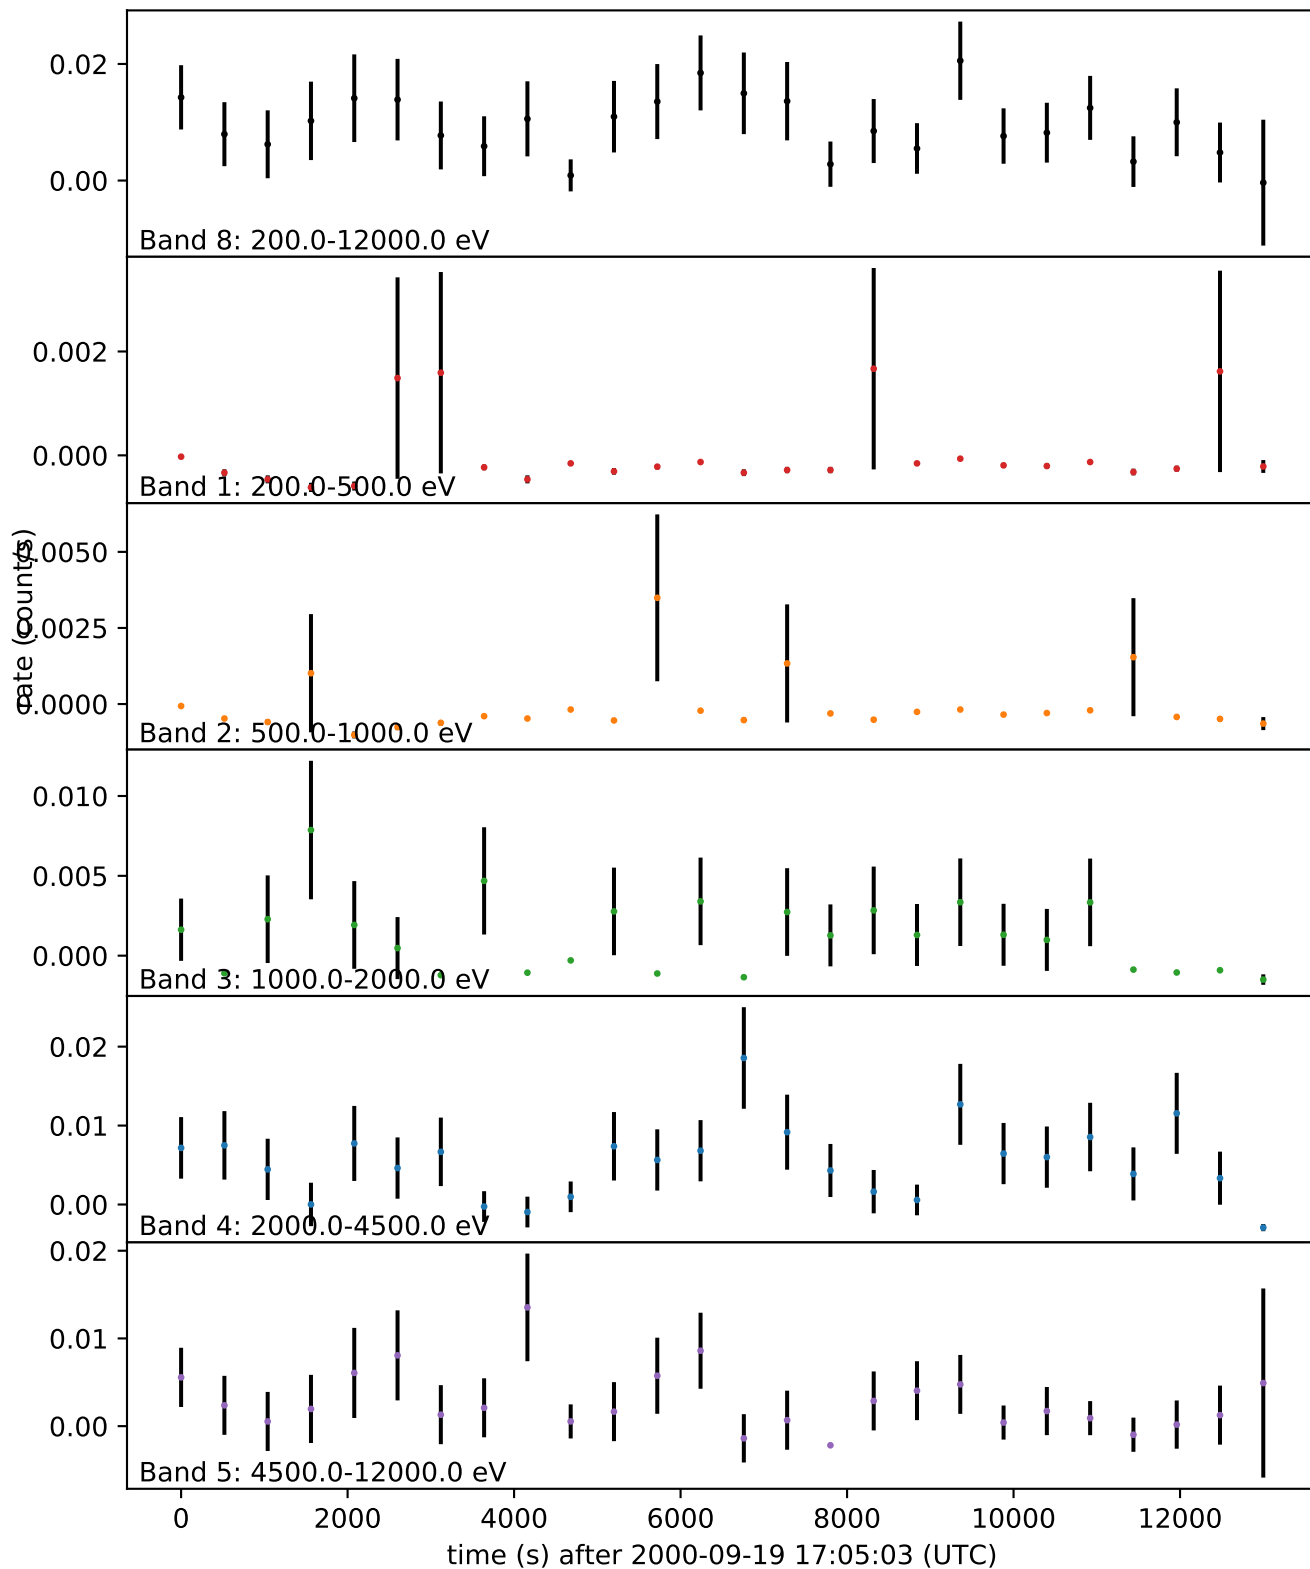 0.02
0.00
Band 8: 200.0-12000.0 eV
0.002
0.000
Band 1: 200.0-500.0 eV
rate (count/s)
0.0050
0.0025
0.0000
Band 2: 500.0-1000.0 eV
0.010
0.005
0.000
Band 3: 1000.0-2000.0 eV
0.02
0.01
0.00
Band 4: 2000.0-4500.0 eV
0.02
0.01
0.00
Band 5: 4500.0-12000.0 eV
0 2000 4000 6000 8000 10000 12000
time (s) after 2000-09-19 17:05:03 (UTC)